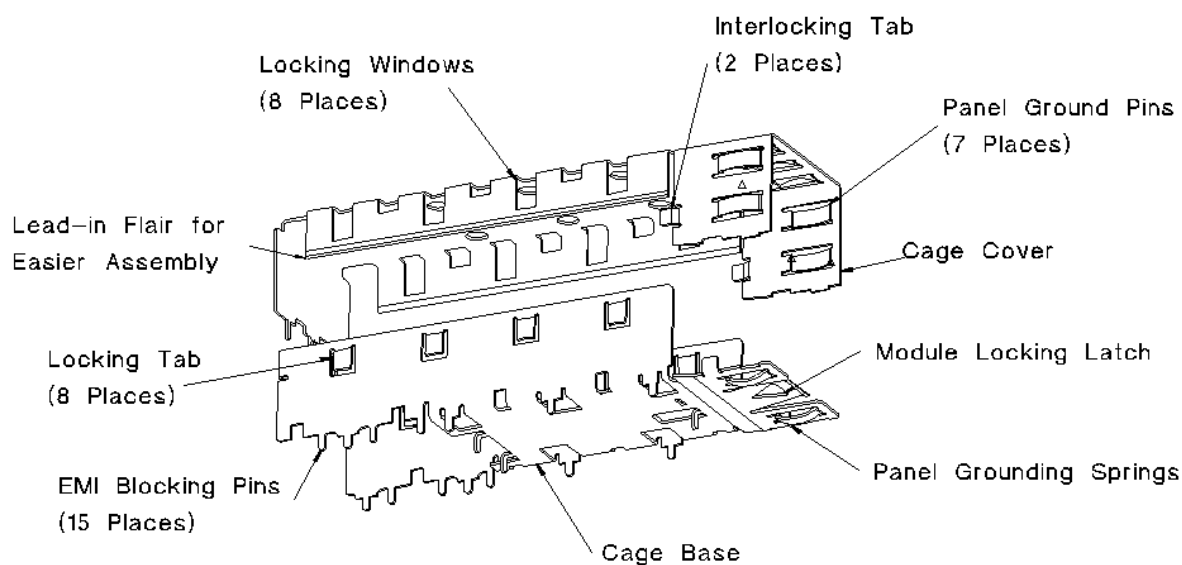 Interlocking Tab
(2 Places)
Locking Windows
(8 Places)
Panel Ground Pins
(7 Places)
Lead-in Flair for
Easier Assembly
Cage Cover
Locking Tab
(8 Places)
Module Locking Latch
EMI Blocking Pins
(15 Places)
Panel Grounding Springs
Cage Base